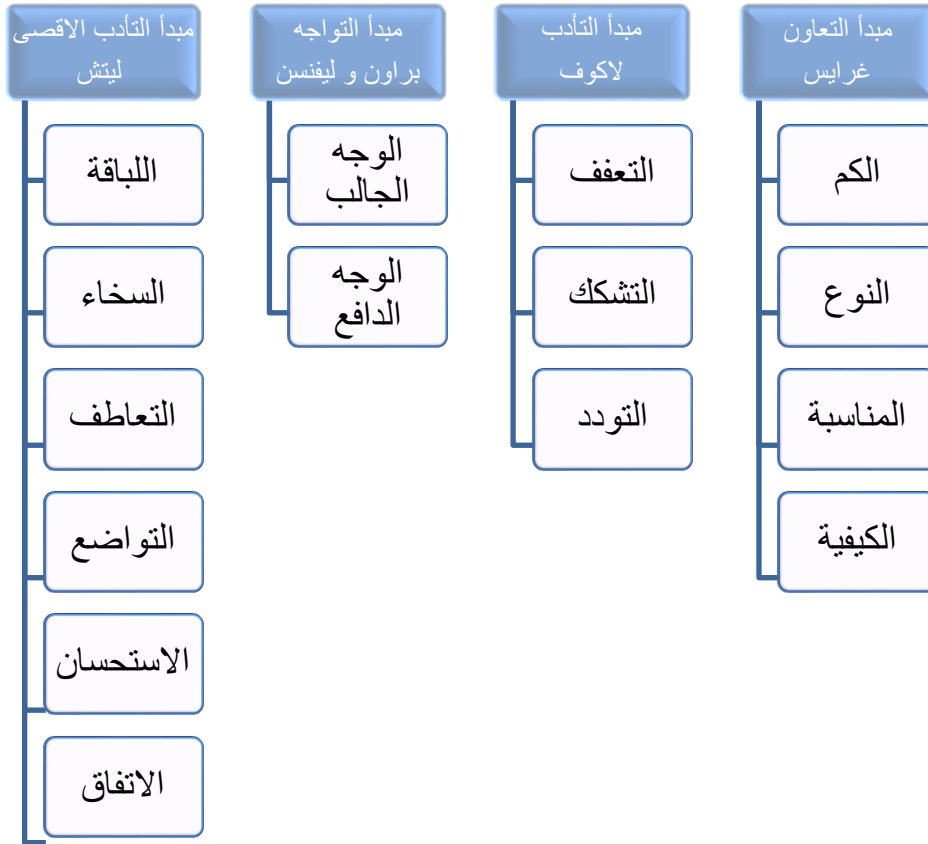 مبدأ التعاون
غرايس
الكم
النوع
المناسبة
الكيفية
مبدأ التأدب
لاكوف
التعفف
التشكك
التودد
مبدأ التواجه
براون و ليفنسن
الوجه
الجالب
الوجه
الدافع
مبدأ التأدب الاقصى
ليتش
اللباقة
السخاء
التعاطف
التواضع
الاستحسان
الاتفاق